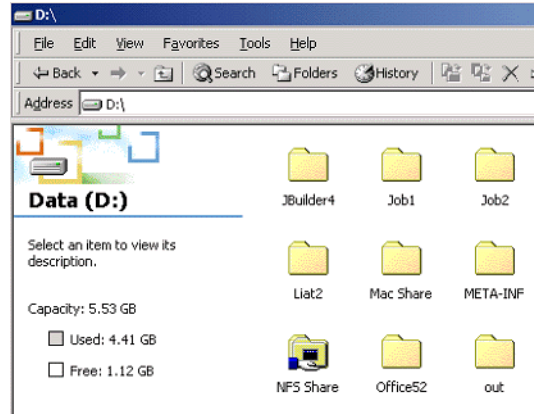 D:\
File Edit View Favorites Tools Help
Back Search Folders History
Address D:\
Data (D:)
Select an item to view its
description.
Capacity: 5.53 GB
Used: 4.41 GB
Free: 1.12 GB
JBuilder4 Job1 Job2
Liat2 Mac Share META-INF
NFS Share Office52 out